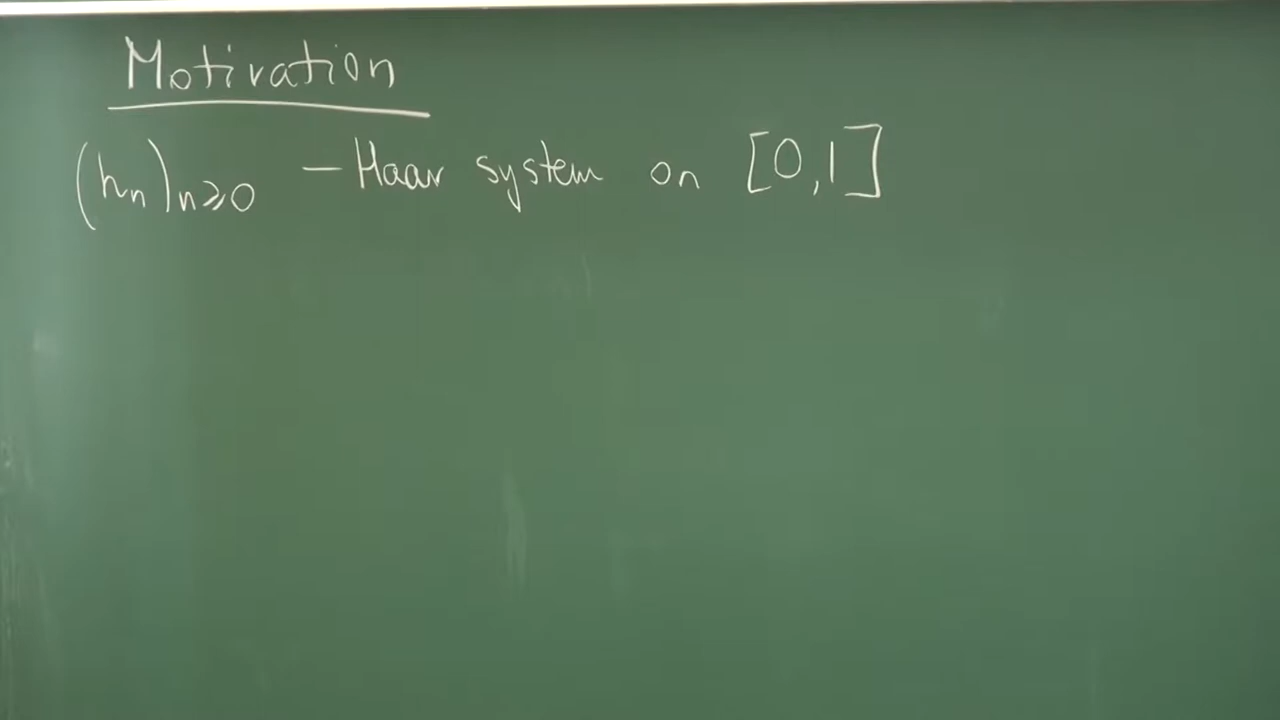 Motivation
(hₙ)ₙ≥₀ — Haar system on [0,1]